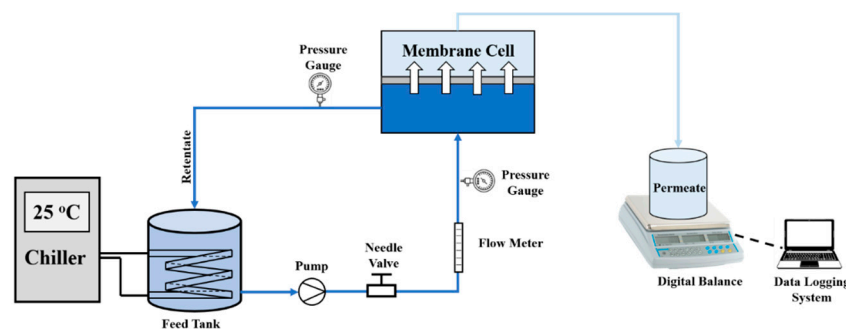 Membrane Cell
Pressure
Gauge
Retentate
Pressure
Gauge
Permeate
25 °C
Chiller
Needle
Valve
Flow Meter
Pump
Digital Balance
Data Logging
System
Feed Tank